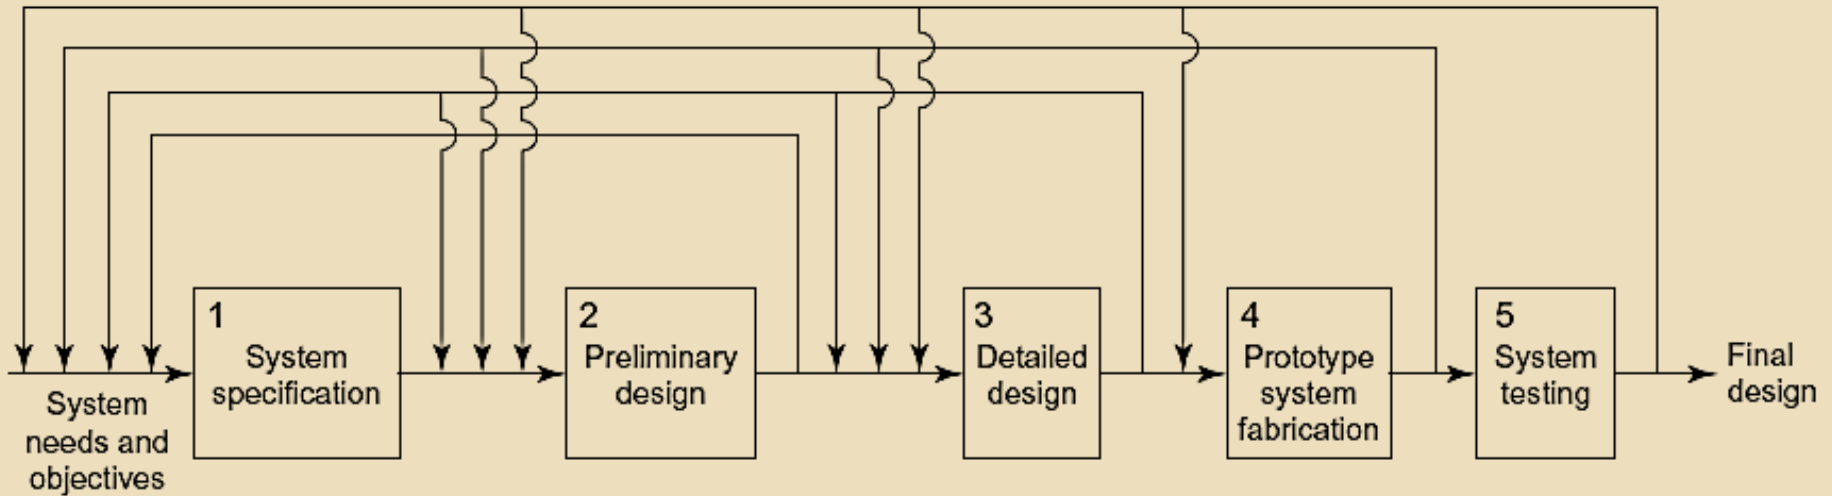 System
needs and
objectives
1
System
specification
2
Preliminary
design
3
Detailed
design
4
Prototype
system
fabrication
5
System
testing
Final
design